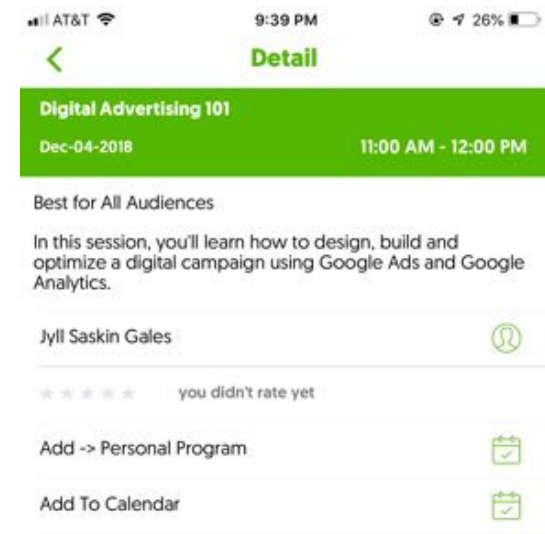 AT&T 9:39 PM 26%
Detail
Digital Advertising 101
Dec-04-2018 11:00 AM - 12:00 PM
Best for All Audiences
In this session, you'll learn how to design, build and
optimize a digital campaign using Google Ads and Google
Analytics.
Jyll Saskin Gales
you didn't rate yet
Add -> Personal Program
Add To Calendar